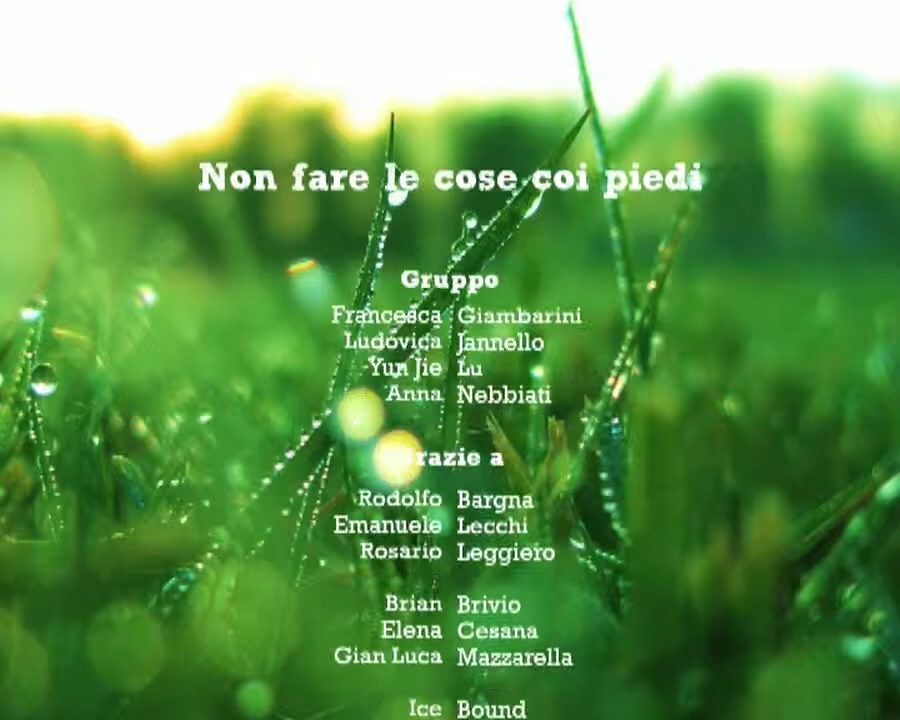 Non fare le cose coi piedi
Gruppo
Francesca Giambarini
Ludovica Jannello
Yun Jie Lu
Anna Nebbiati
Grazie a
Rodolfo Bargna
Emanuele Lecchi
Rosario Leggiero
Brian Brivio
Elena Cesana
Gian Luca Mazzarella
Ice Bound